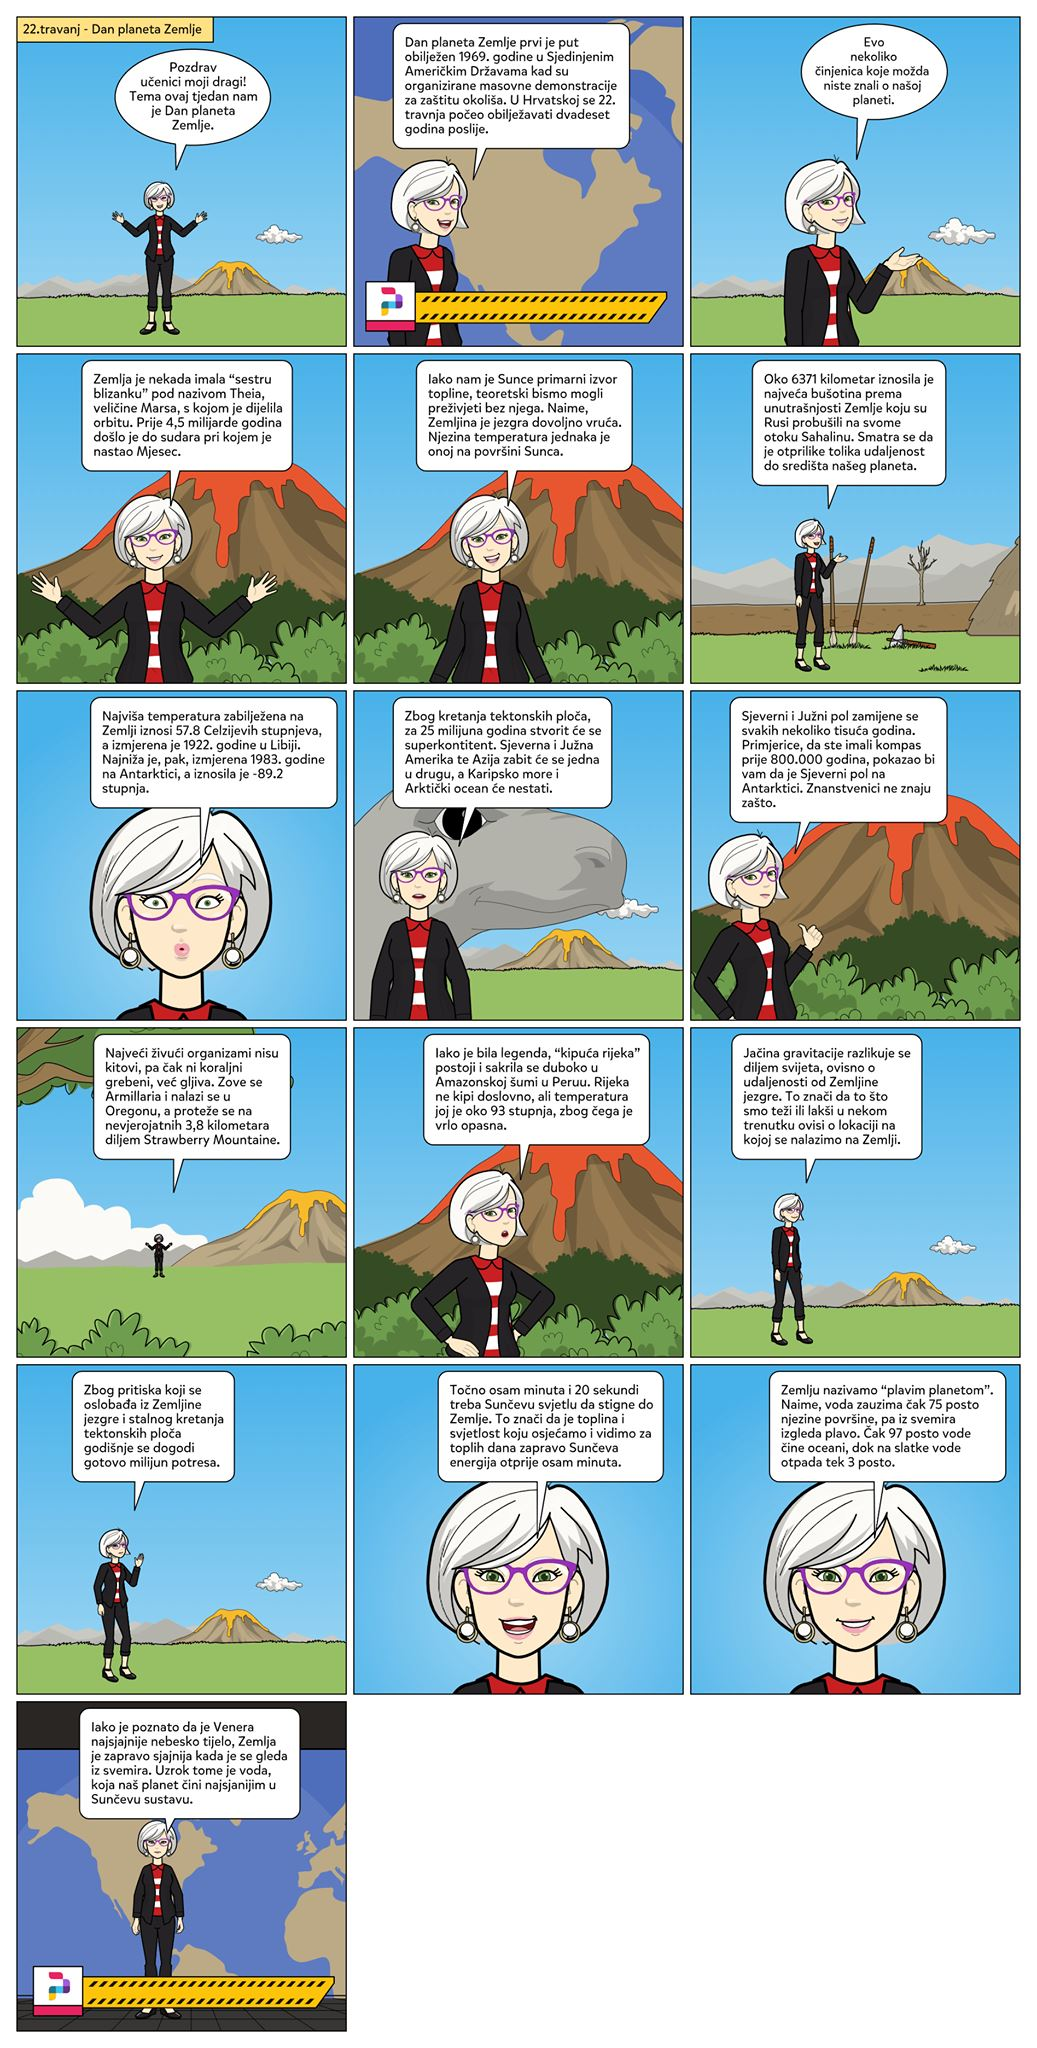 22.travanj - Dan planeta Zemlje
Pozdrav
učenici moji dragi!
Tema ovaj tjedan nam
je Dan planeta
Zemlje.
Dan planeta Zemlje prvi je put
obilježen 1969. godine u Sjedinjenim
Američkim Državama kad su
organizirane masovne demonstracije
za zaštitu okoliša. U Hrvatskoj se 22.
travnja počeo obilježavati dvadeset
godina poslije.
Evo
nekoliko
činjenica koje možda
niste znali o našoj
planeti.
Zemlja je nekada imala “sestru
blizanku” pod nazivom Theia,
veličine Marsa, s kojom je dijelila
orbitu. Prije 4,5 milijarde godina
došlo je do sudara pri kojem je
nastao Mjesec.
Iako nam je Sunce primarni izvor
topline, teoretski bismo mogli
preživjeti bez njega. Naime,
Zemljina je jezgra dovoljno vruća.
Njezina temperatura jednaka je
onoj na površini Sunca.
Oko 6371 kilometar iznosila je
najveća bušotina prema
unutrašnjosti Zemlje koju su
Rusi probušili na svome
otoku Sahalinu. Smatra se da
je otprilike tolika udaljenost
do središta našeg planeta.
Najviša temperatura zabilježena na
Zemlji iznosi 57.8 Celzijevih stupnjeva,
a izmjerena je 1922. godine u Libiji.
Najniža je, pak, izmjerena 1983. godine
na Antarktici, a iznosila je -89.2
stupnja.
Zbog kretanja tektonskih ploča,
za 25 milijuna godina stvorit će se
superkontitent. Sjeverna i Južna
Amerika te Azija zabit će se jedna
u drugu, a Karipsko more i
Arktički ocean će nestati.
Sjeverni i Južni pol zamijene se
svakih nekoliko tisuća godina.
Primjerice, da ste imali kompas
prije 800.000 godina, pokazao bi
vam da je Sjeverni pol na
Antarktici. Znanstvenici ne znaju
zašto.
Najveći živući organizami nisu
kitovi, pa čak ni koraljni
grebeni, već gljiva. Zove se
Armillaria i nalazi se u
Oregonu, a proteže se na
nevjerojatnih 3,8 kilometara
diljem Strawberry Mountaine.
Iako je bila legenda, “kipuća rijeka”
postoji i sakrila se duboko u
Amazonskoj šumi u Peruu. Rijeka
ne kipi doslovno, ali temperatura
joj je oko 93 stupnja, zbog čega je
vrlo opasna.
Jačina gravitacije razlikuje se
diljem svijeta, ovisno o
udaljenosti od Zemljine
jezgre. To znači da to što
smo teži ili lakši u nekom
trenutku ovisi o lokaciji na
kojoj se nalazimo na Zemlji.
Zbog pritiska koji se
oslobađa iz Zemljine
jezgre i stalnog kretanja
tektonskih ploča
godišnje se dogodi
gotovo milijun potresa.
Točno osam minuta i 20 sekundi
treba Sunčevu svjetlu da stigne do
Zemlje. To znači da je toplina i
svjetlost koju osjećamo i vidimo za
toplih dana zapravo Sunčeva
energija otprije osam minuta.
Zemlju nazivamo “plavim planetom”.
Naime, voda zauzima čak 75 posto
njezine površine, pa iz svemira
izgleda plavo. Čak 97 posto vode
čine oceani, dok na slatke vode
otpada tek 3 posto.
Iako je poznato da je Venera
najsjajnije nebesko tijelo, Zemlja
je zapravo sjajnija kada je se gleda
iz svemira. Uzrok tome je voda,
koja naš planet čini najsjanijim u
Sunčevu sustavu.